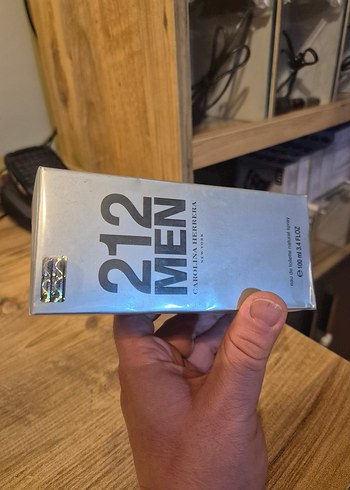 212
MEN
CAROLINA HERRERA
NEW YORK
eau de toilette natural spray
℮ 100 ml 3.4 FL.OZ